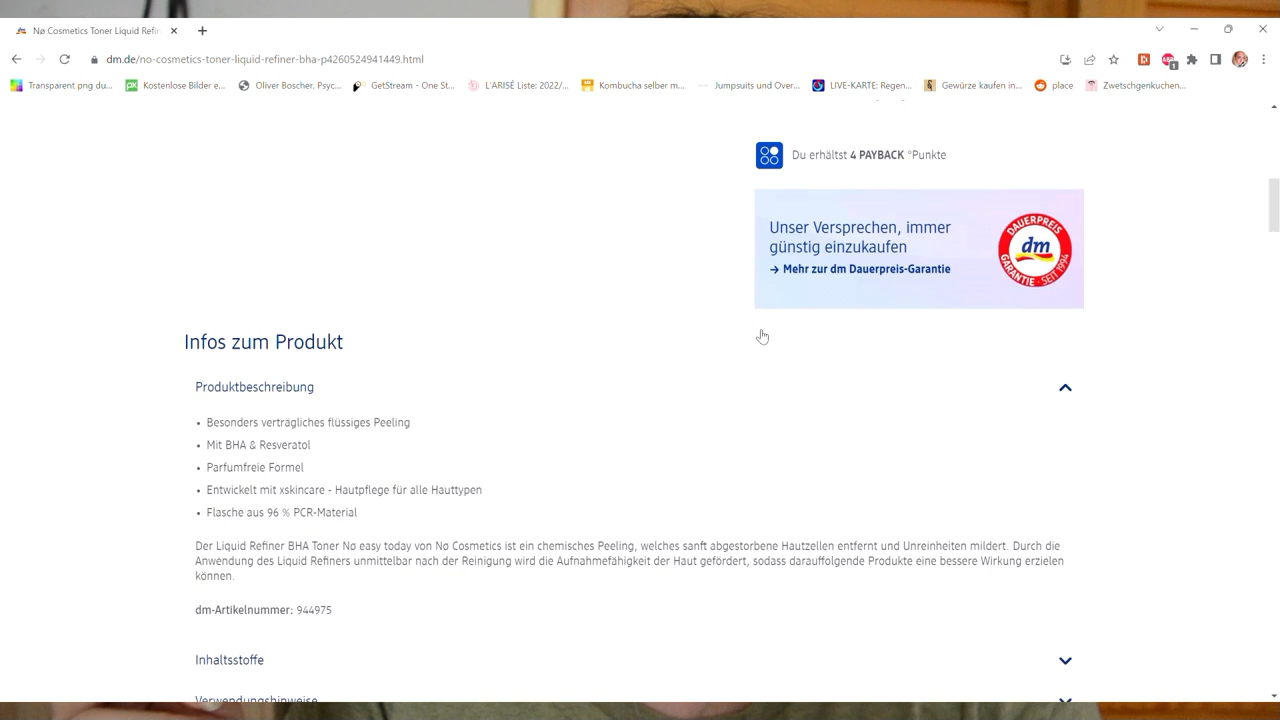 Nø Cosmetics Toner Liquid Refin
dm.de/no-cosmetics-toner-liquid-refiner-bha-p4260524941449.html
Transparent png du...
Kostenlose Bilder e...
Oliver Boscher, Psyc...
GetStream - One St...
L'ARISÉ Liste: 2022/...
Kombucha selber m...
Jumpsuits und Over...
LIVE-KARTE: Regen...
Gewürze kaufen in...
place
Zwetschgenkuchen...
Du erhältst 4 PAYBACK °Punkte
Unser Versprechen, immer
günstig einzukaufen
→ Mehr zur dm Dauerpreis-Garantie
DAUERPREIS
dm
GARANTIE · SEIT 1994
Infos zum Produkt
Produktbeschreibung
• Besonders verträgliches flüssiges Peeling
• Mit BHA & Resveratol
• Parfumfreie Formel
• Entwickelt mit xskincare - Hautpflege für alle Hauttypen
• Flasche aus 96 % PCR-Material
Der Liquid Refiner BHA Toner Nø easy today von Nø Cosmetics ist ein chemisches Peeling, welches sanft abgestorbene Hautzellen entfernt und Unreinheiten mildert. Durch die
Anwendung des Liquid Refiners unmittelbar nach der Reinigung wird die Aufnahmefähigkeit der Haut gefördert, sodass darauffolgende Produkte eine bessere Wirkung erzielen
können.
dm-Artikelnummer: 944975
Inhaltsstoffe
Verwendungshinweise